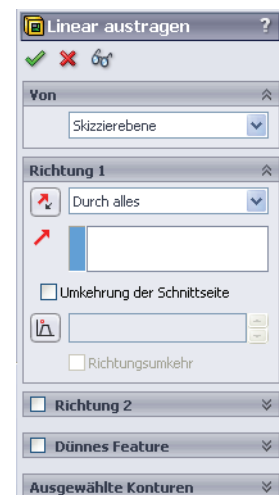 Linear austragen ?
Von
Skizzierebene
Richtung 1
Durch alles
Umkehrung der Schnittseite
Richtungsumkehr
Richtung 2
Dünnes Feature
Ausgewählte Konturen